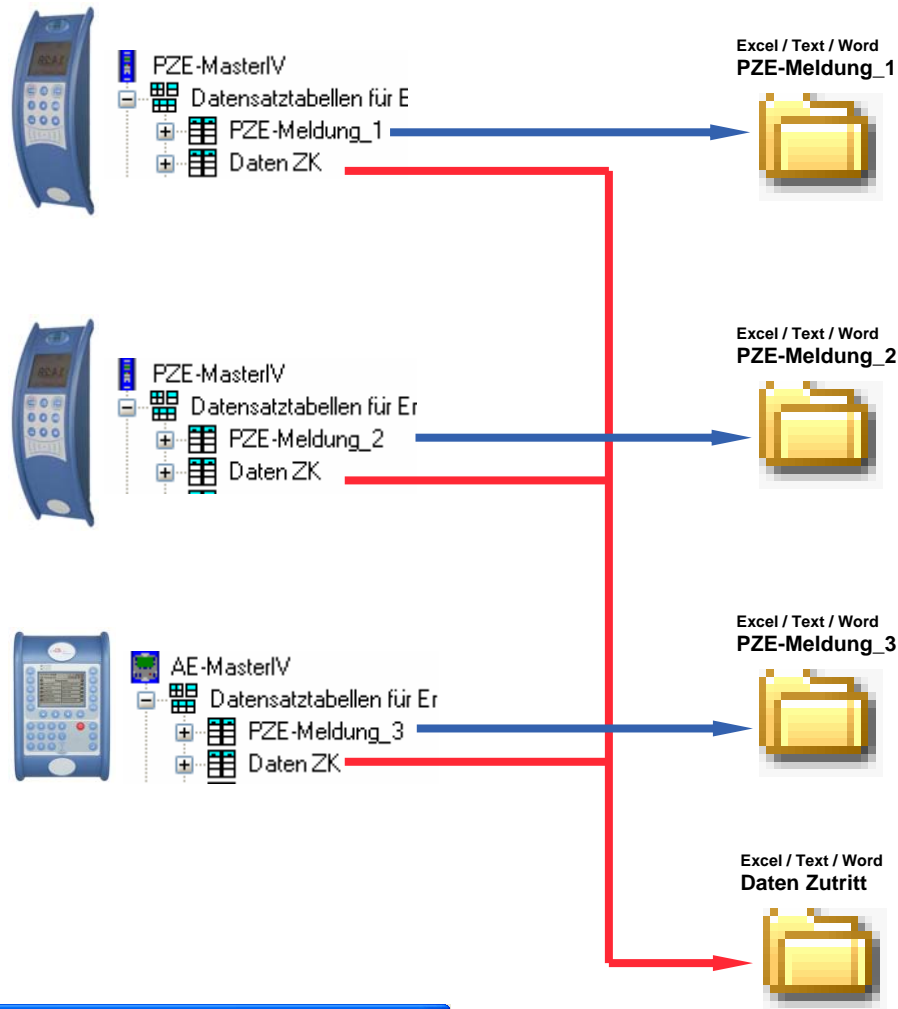 PZE-MasterIV
Datensatztabellen für E
PZE-Meldung_1
Daten ZK
Excel / Text / Word
PZE-Meldung_1
PZE-MasterIV
Datensatztabellen für Er
PZE-Meldung_2
Daten ZK
Excel / Text / Word
PZE-Meldung_2
AE-MasterIV
Datensatztabellen für Er
PZE-Meldung_3
Daten ZK
Excel / Text / Word
PZE-Meldung_3
Excel / Text / Word
Daten Zutritt